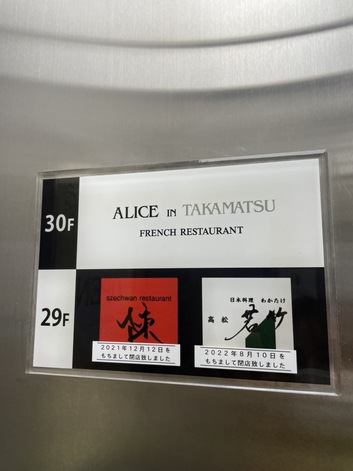 30F
ALICE IN TAKAMATSU
FRENCH RESTAURANT
29F
szechwan restaurant
陳
2021年12月12日を
もちまして閉店致しました
日本料理 わかたけ
高松 若竹
2022年8月10日を
もちまして閉店致しました